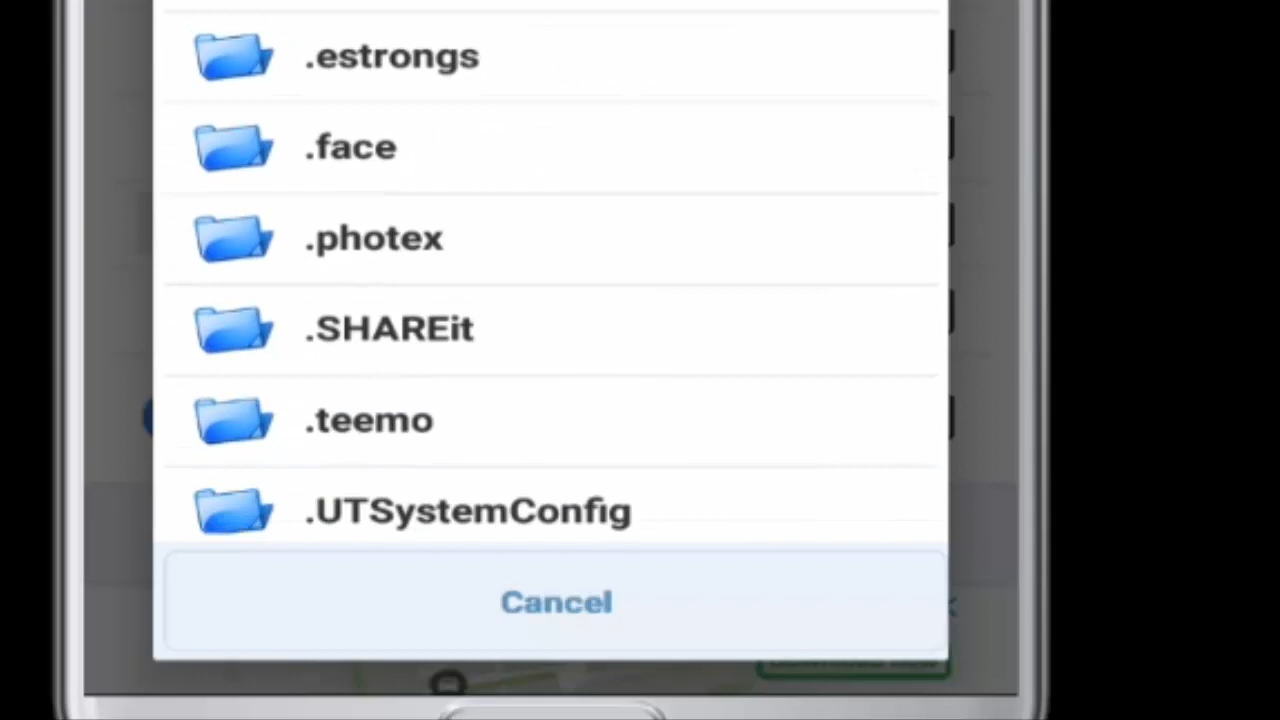 .estrongs
.face
.photex
.SHAREit
.teemo
.UTSystemConfig
Cancel